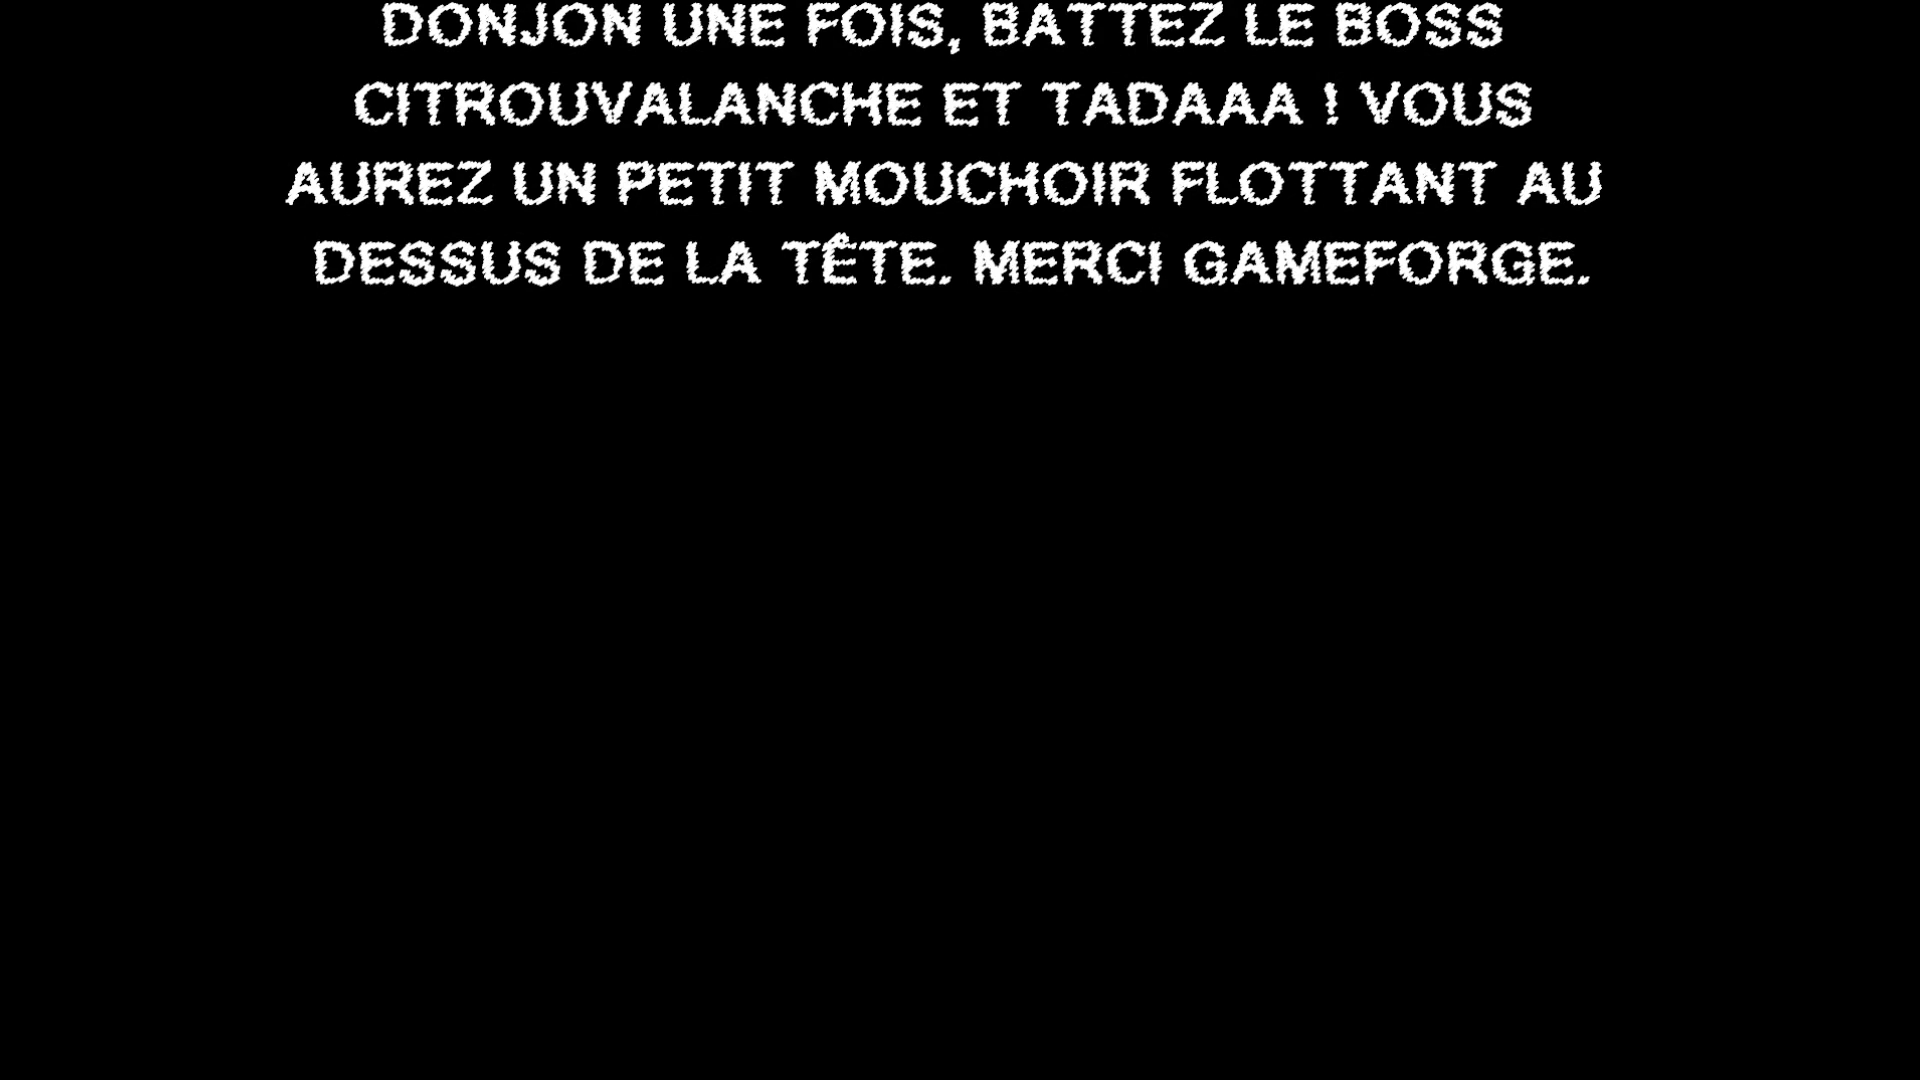 DONJON UNE FOIS, BATTEZ LE BOSS
CITROUVALANCHE ET TADAAA ! VOUS
AUREZ UN PETIT MOUCHOIR FLOTTANT AU
DESSUS DE LA TÊTE. MERCI GAMEFORGE.